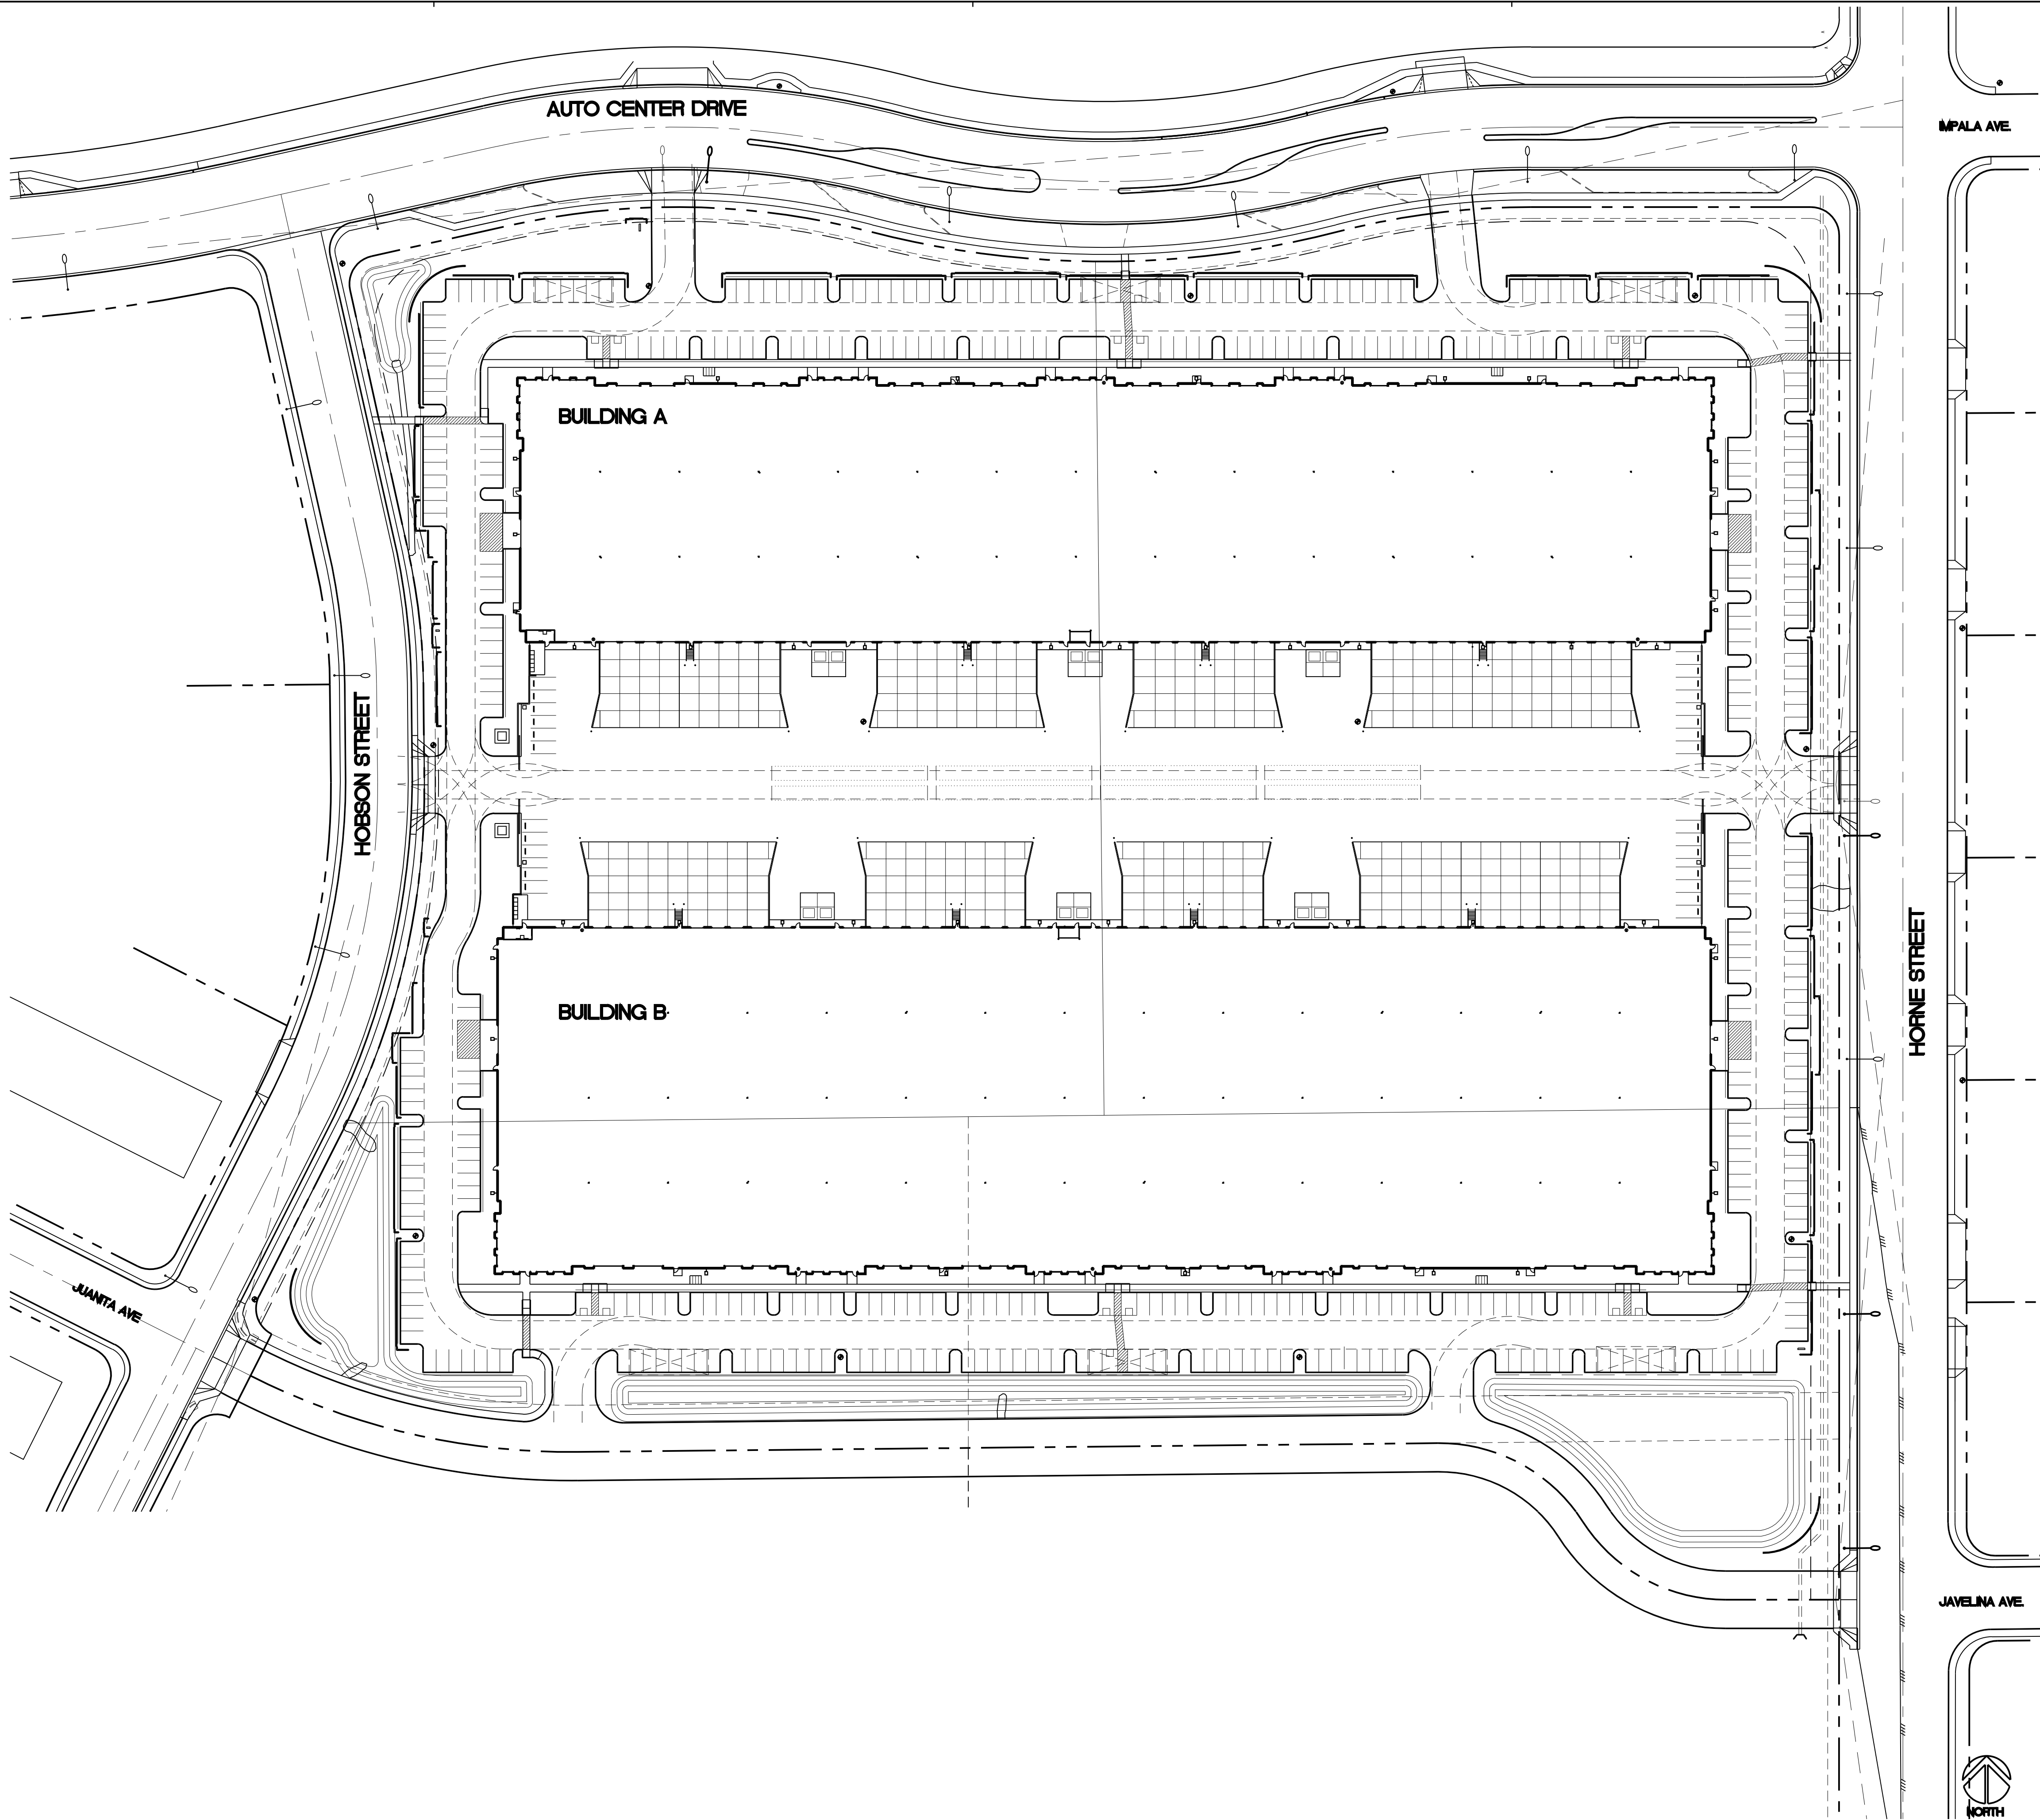 AUTO CENTER DRIVE
IMPALA AVE.
BUILDING A
HOBSON STREET
HORNE STREET
BUILDING B
JUANITA AVE
JAVELINA AVE.
NORTH